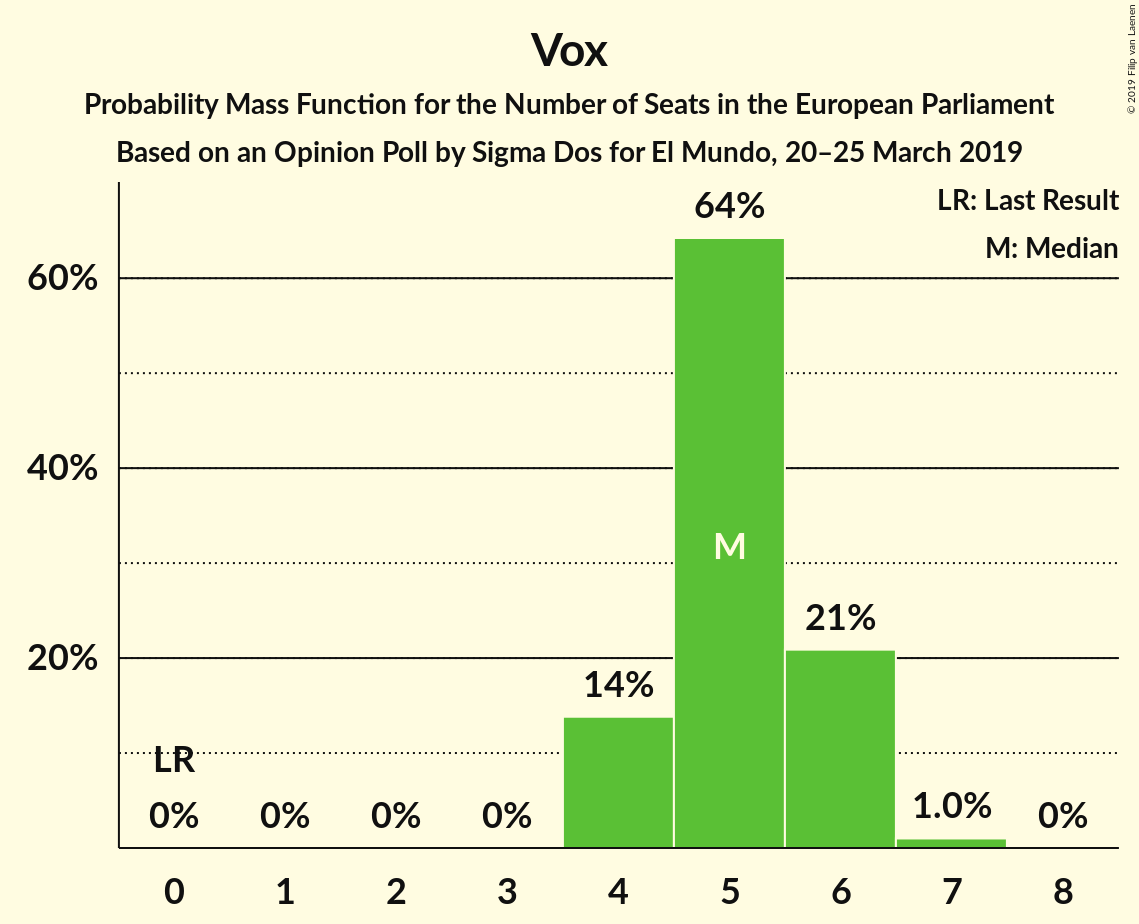 Vox
Probability Mass Function for the Number of Seats in the European Parliament
Based on an Opinion Poll by Sigma Dos for El Mundo, 20–25 March 2019
© 2019 Filip van Laenen
LR: Last Result
M: Median
60%
40%
20%
64%
M
21%
14%
LR
0%
0%
0%
0%
1.0%
0%
0 1 2 3 4 5 6 7 8